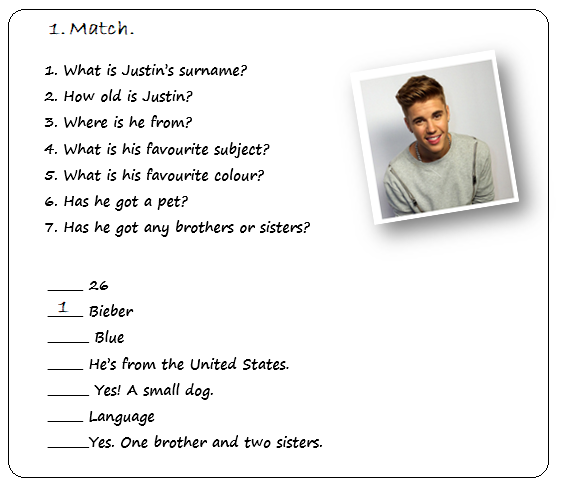 1. Match.
1. What is Justin's surname?
2. How old is Justin?
3. Where is he from?
4. What is his favourite subject?
5. What is his favourite colour?
6. Has he got a pet?
7. Has he got any brothers or sisters?
_____ 26
__1__ Bieber
_____ Blue
_____ He's from the United States.
_____ Yes! A small dog.
_____ Language
_____Yes. One brother and two sisters.